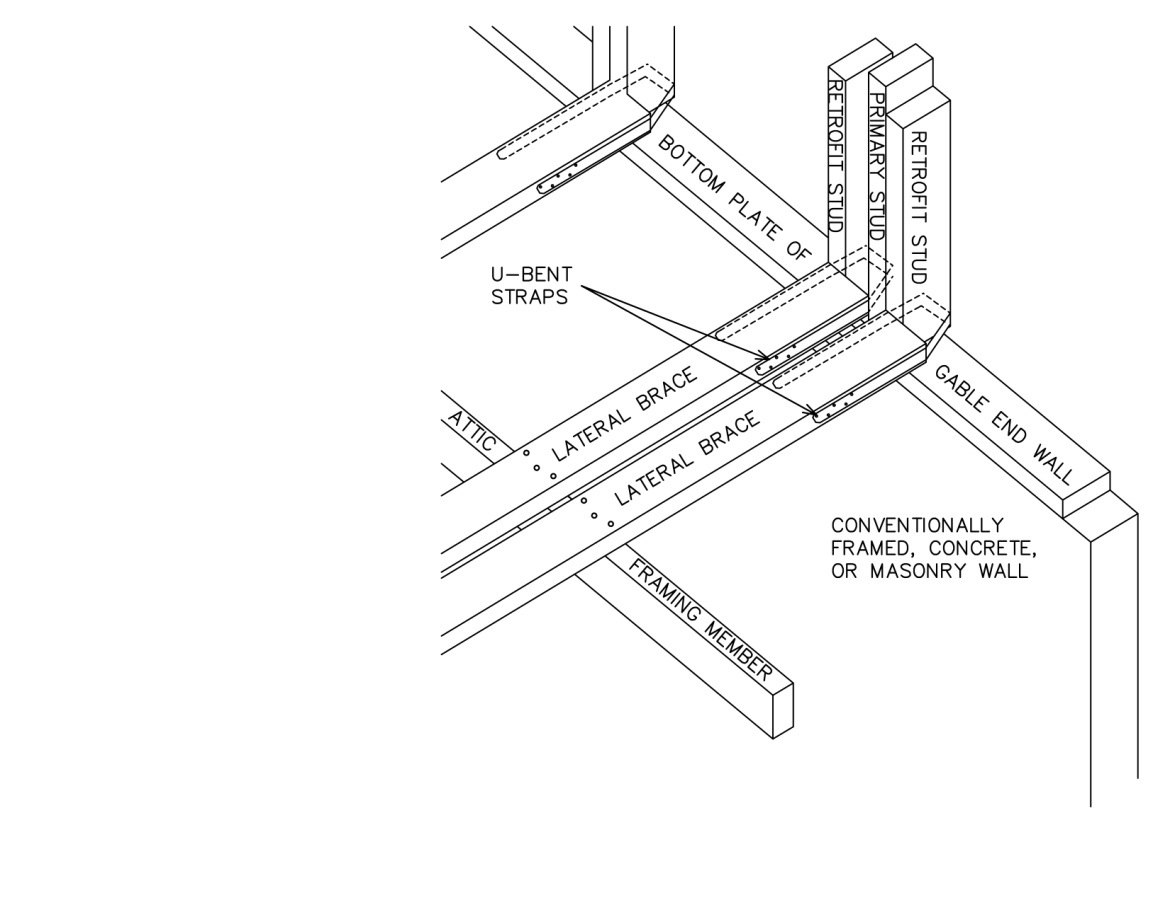 RETROFIT STUD
PRIMARY STUD
RETROFIT STUD
BOTTOM PLATE OF
GABLE END WALL
U-BENT
STRAPS
LATERAL BRACE
LATERAL BRACE
ATTIC
FRAMING MEMBER
CONVENTIONALLY
FRAMED, CONCRETE,
OR MASONRY WALL